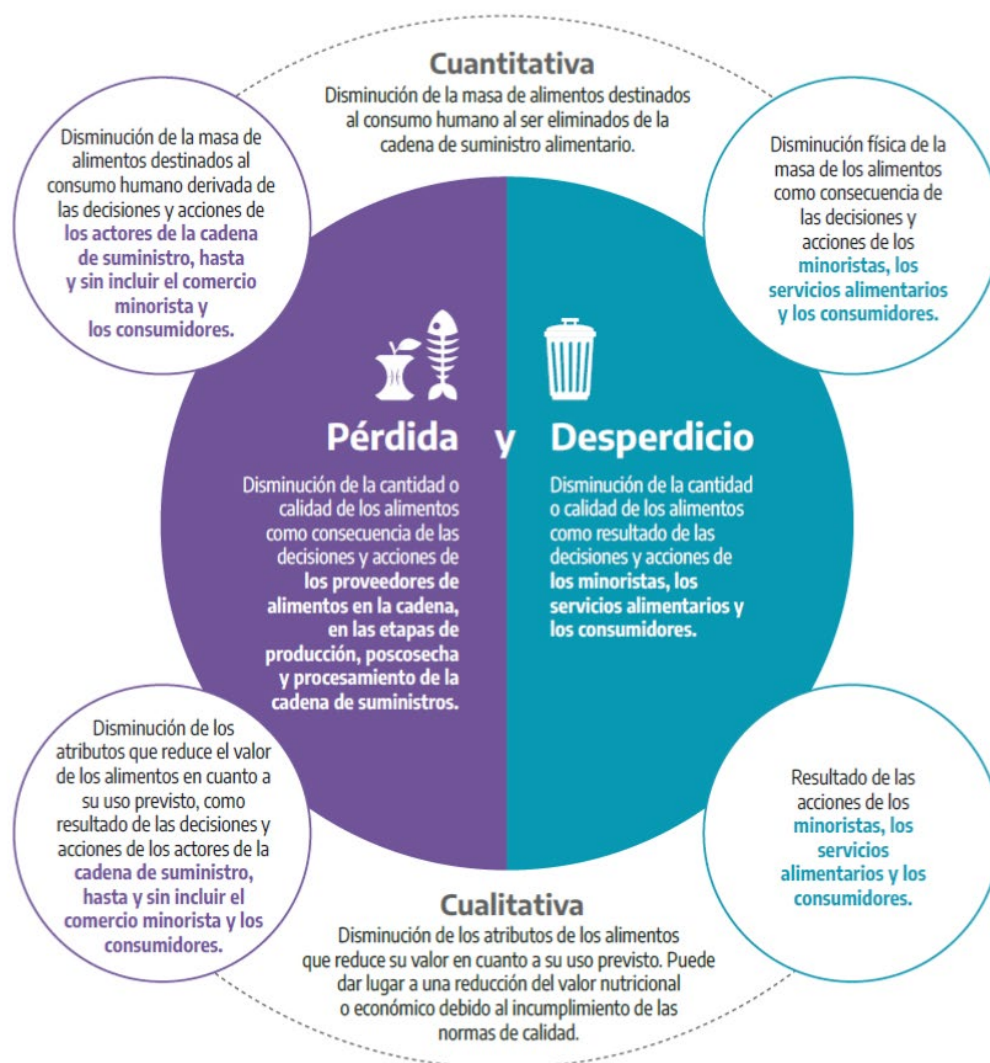 Cuantitativa
Disminución de la masa de alimentos destinados
al consumo humano al ser eliminados de la
cadena de suministro alimentario.
Disminución de la masa de
alimentos destinados al
consumo humano derivada de
las decisiones y acciones de
los actores de la cadena
de suministro, hasta
y sin incluir el comercio
minorista y
los consumidores.
Disminución física de la
masa de los alimentos
como consecuencia de
las decisiones y
acciones de los
minoristas, los
servicios alimentarios
y los consumidores.
Pérdida y Desperdicio
Disminución de la cantidad o
calidad de los alimentos
como consecuencia de las
decisiones y acciones de
los proveedores de
alimentos en la cadena,
en las etapas de
producción, poscosecha
y procesamiento de la
cadena de suministros.
Disminución de la cantidad
o calidad de los alimentos
como resultado de las
decisiones y acciones de
los minoristas, los
servicios alimentarios y
los consumidores.
Disminución de los
atributos que reduce el valor
de los alimentos en cuanto a
su uso previsto, como
resultado de las decisiones y
acciones de los actores de la
cadena de suministro,
hasta y sin incluir el
comercio minorista y los
consumidores.
Resultado de las
acciones de los
minoristas, los
servicios
alimentarios y los
consumidores.
Cualitativa
Disminución de los atributos de los alimentos
que reduce su valor en cuanto a su uso previsto. Puede
dar lugar a una reducción del valor nutricional
o económico debido al incumplimiento de las
normas de calidad.